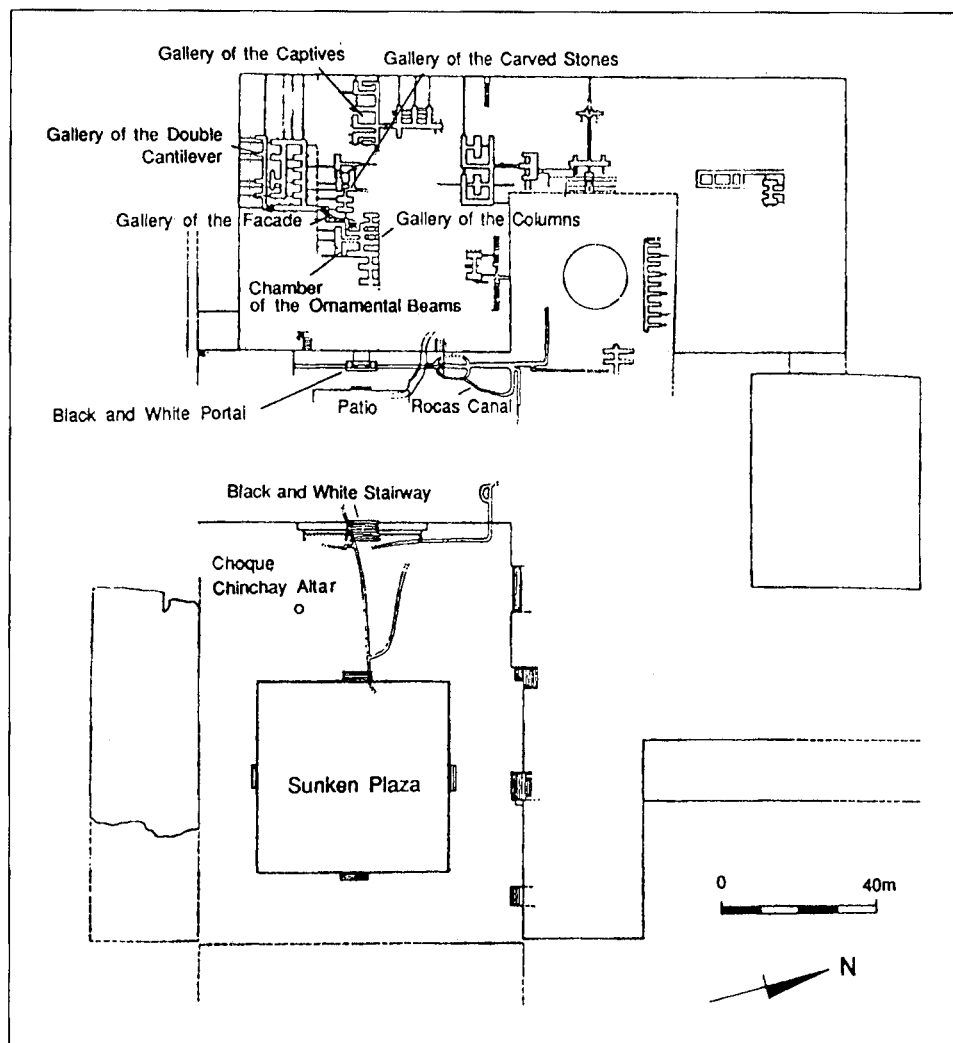 Gallery of the Captives
Gallery of the Carved Stones
Gallery of the Double
Cantilever
Gallery of the Facade
Gallery of the Columns
Chamber
of the Ornamental Beams
Black and White Portal
Patio
Rocas Canal
Black and White Stairway
Choque
Chinchay Altar
Sunken Plaza
0 40m
N